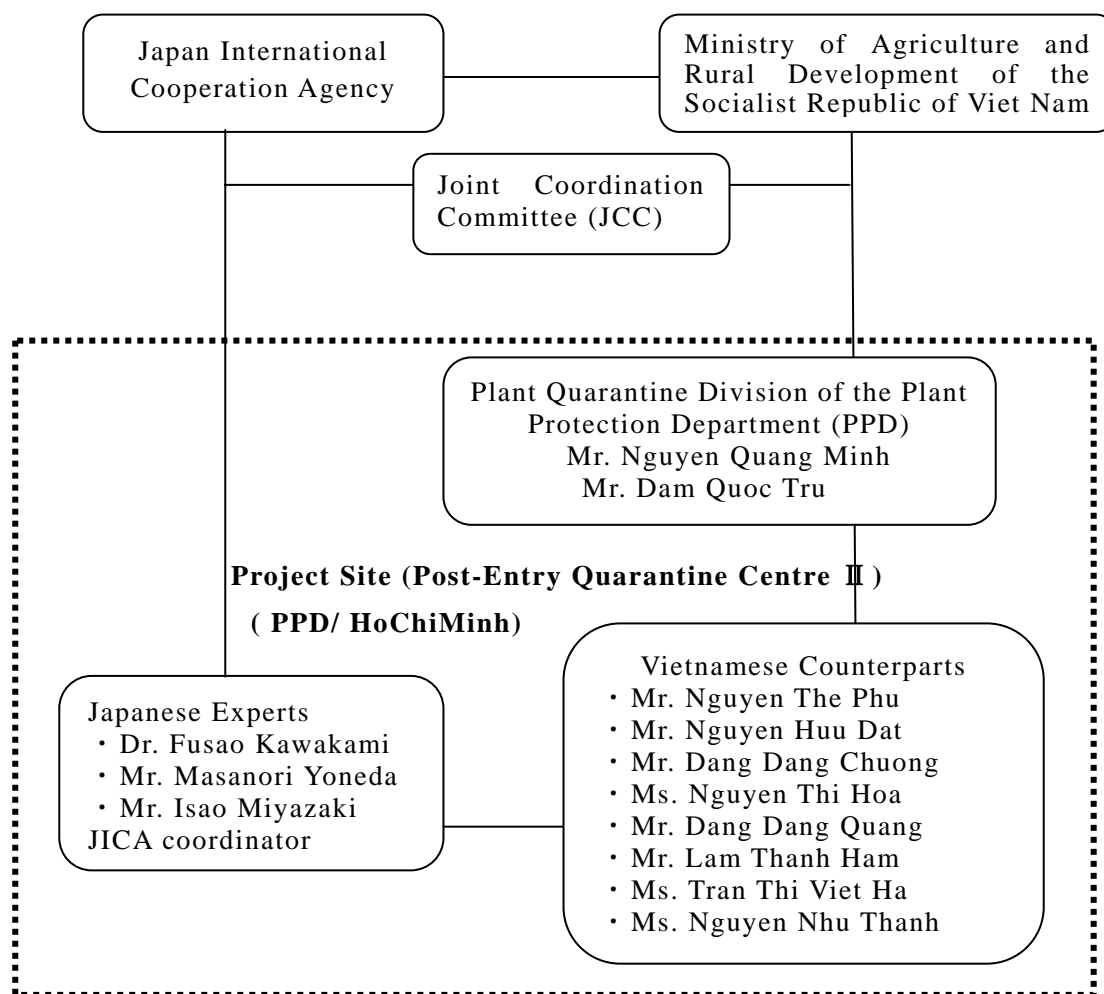 Japan International
Cooperation Agency
Ministry of Agriculture and
Rural Development of the
Socialist Republic of Viet Nam
Joint Coordination
Committee (JCC)
Plant Quarantine Division of the Plant
Protection Department (PPD)
Mr. Nguyen Quang Minh
Mr. Dam Quoc Tru
Project Site (Post-Entry Quarantine Centre Ⅱ)
( PPD/ HoChiMinh)
Japanese Experts
・Dr. Fusao Kawakami
・Mr. Masanori Yoneda
・Mr. Isao Miyazaki
JICA coordinator
Vietnamese Counterparts
・Mr. Nguyen The Phu
・Mr. Nguyen Huu Dat
・Mr. Dang Dang Chuong
・Ms. Nguyen Thi Hoa
・Mr. Dang Dang Quang
・Mr. Lam Thanh Ham
・Ms. Tran Thi Viet Ha
・Ms. Nguyen Nhu Thanh